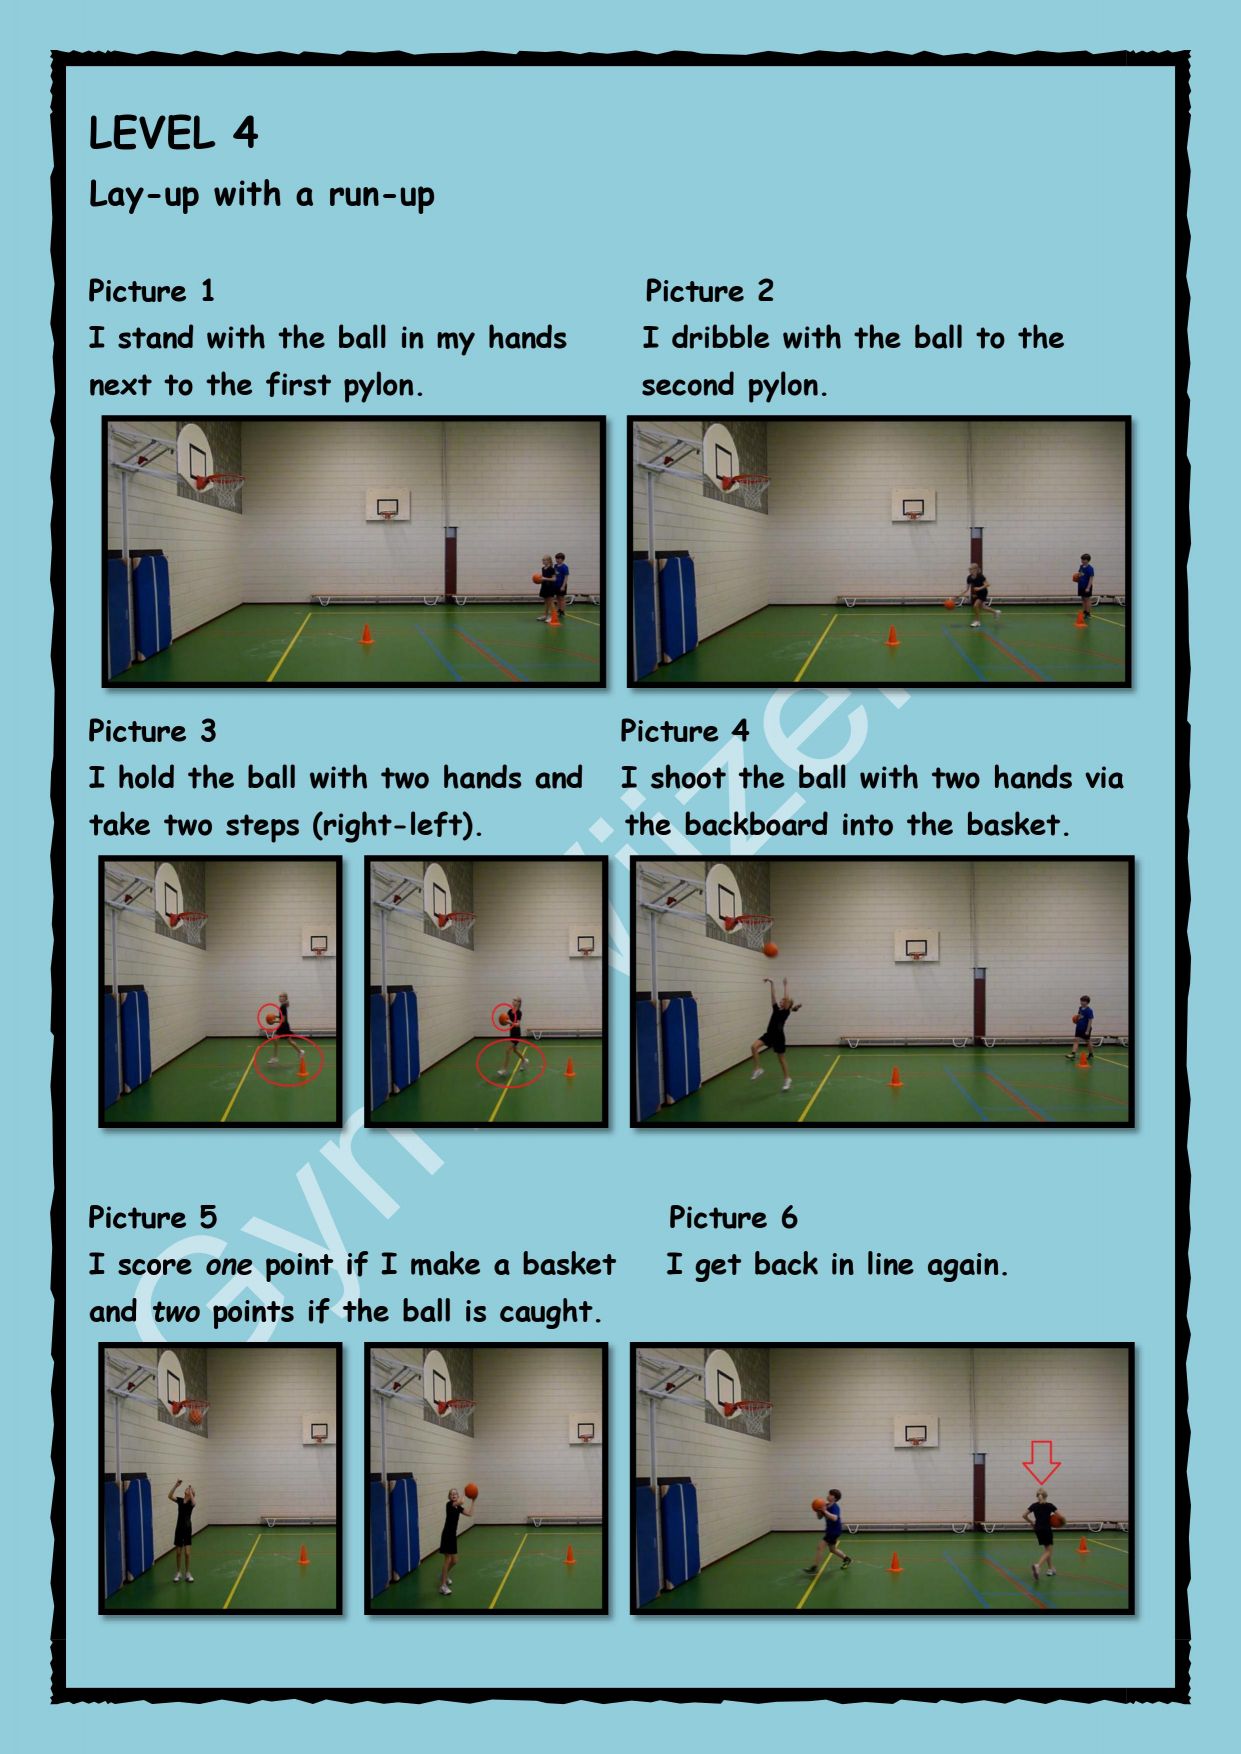 LEVEL 4
Lay-up with a run-up
Picture 1
I stand with the ball in my hands
next to the first pylon.
Picture 2
I dribble with the ball to the
second pylon.
Picture 3
I hold the ball with two hands and
take two steps (right-left).
Picture 4
I shoot the ball with two hands via
the backboard into the basket.
Picture 5
I score one point if I make a basket
and two points if the ball is caught.
Picture 6
I get back in line again.